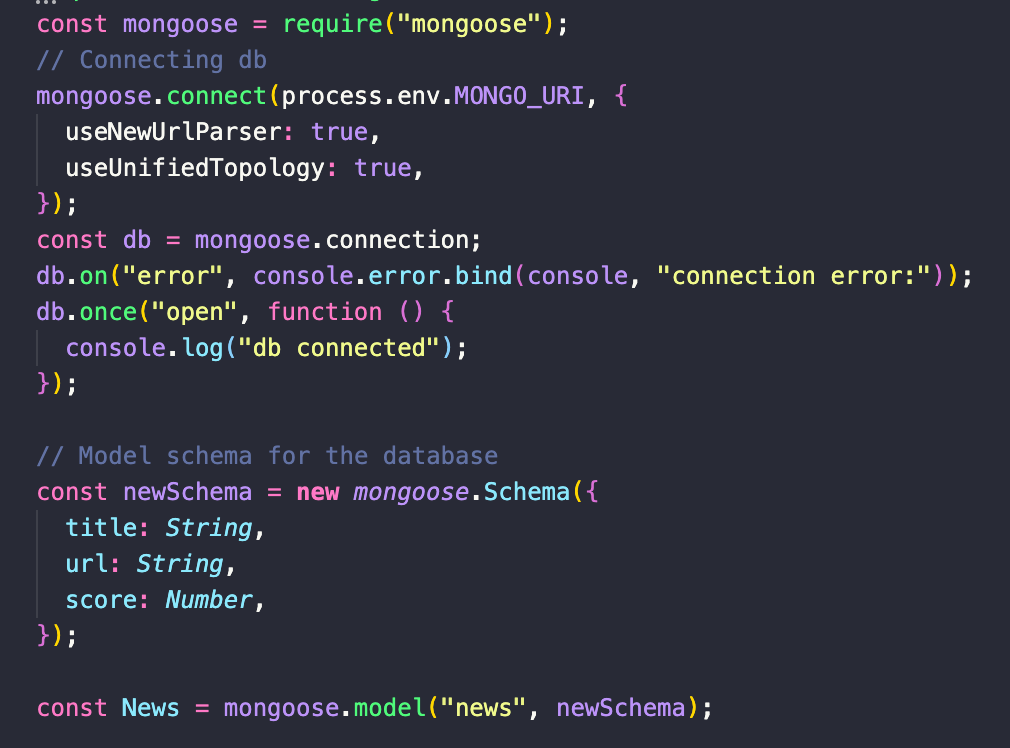 const mongoose = require("mongoose");
// Connecting db
mongoose.connect(process.env.MONGO_URI, {
  useNewUrlParser: true,
  useUnifiedTopology: true,
});
const db = mongoose.connection;
db.on("error", console.error.bind(console, "connection error:"));
db.once("open", function () {
  console.log("db connected");
});

// Model schema for the database
const newSchema = new mongoose.Schema({
  title: String,
  url: String,
  score: Number,
});

const News = mongoose.model("news", newSchema);